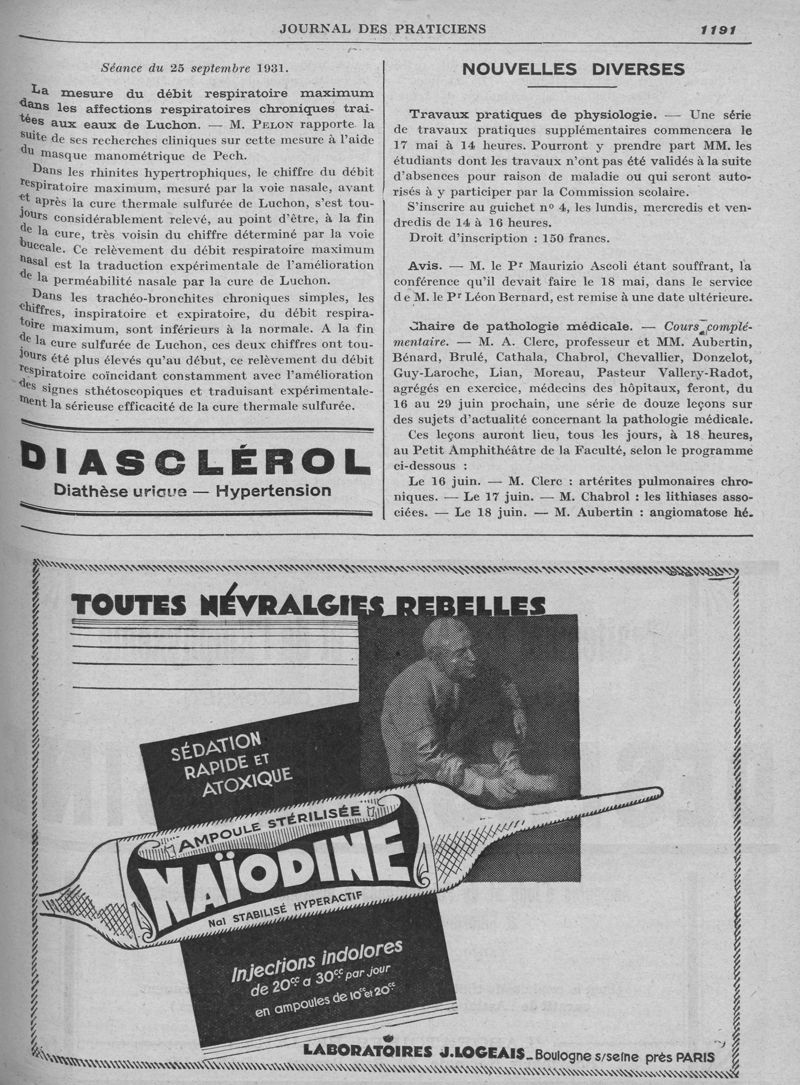 JOURNAL DES PRATICIENS
1191
Séance du 25 septembre 1931.
La mesure du débit respiratoire maximum
dans les affections respiratoires chroniques trai-
tées aux eaux de Luchon. — M. PELON rapporte la
suite de ses recherches cliniques sur cette mesure à l'aide
du masque manométrique de Pech.
Dans les rhinites hypertrophiques, le chiffre du débit
respiratoire maximum, mesuré par la voie nasale, avant
et après la cure thermale sulfurée de Luchon, s'est tou-
jours considérablement relevé, au point d'être, à la fin
de la cure, très voisin du chiffre déterminé par la voie
buccale. Ce relèvement du débit respiratoire maximum
nasal est la traduction expérimentale de l'amélioration
de la perméabilité nasale par la cure de Luchon.
Dans les trachéo-bronchites chroniques simples, les
chiffres, inspiratoire et expiratoire, du débit respira-
toire maximum, sont inférieurs à la normale. A la fin
de la cure sulfurée de Luchon, ces deux chiffres ont tou-
jours été plus élevés qu'au début, ce relèvement du débit
respiratoire coïncidant constamment avec l'amélioration
des signes sthétoscopiques et traduisant expérimentale-
ment la sérieuse efficacité de la cure thermale sulfurée.
DIASCLÉROL
Diathèse urique — Hypertension
NOUVELLES DIVERSES
Travaux pratiques de physiologie. — Une série
de travaux pratiques supplémentaires commencera le
17 mai à 14 heures. Pourront y prendre part MM. les
étudiants dont les travaux n'ont pas été validés à la suite
d'absences pour raison de maladie ou qui seront auto-
risés à y participer par la Commission scolaire.
S'inscrire au guichet nº 4, les lundis, mercredis et ven-
dredis de 14 à 16 heures.
Droit d'inscription : 150 francs.
Avis. — M. le Pr Maurizio Ascoli étant souffrant, la
conférence qu'il devait faire le 18 mai, dans le service
de M. le Pr Léon Bernard, est remise à une date ultérieure.
Chaire de pathologie médicale. — Cours complé-
mentaire. — M. A. Clerc, professeur et MM. Aubertin,
Bénard, Brulé, Cathala, Chabrol, Chevallier, Donzelot,
Guy-Laroche, Lian, Moreau, Pasteur Vallery-Radot,
agrégés en exercice, médecins des hôpitaux, feront, du
16 au 29 juin prochain, une série de douze leçons sur
des sujets d'actualité concernant la pathologie médicale.
Ces leçons auront lieu, tous les jours, à 18 heures,
au Petit Amphithéâtre de la Faculté, selon le programme
ci-dessous :
Le 16 juin. — M. Clerc : artérites pulmonaires chro-
niques. — Le 17 juin. — M. Chabrol : les lithiases asso-
ciées. — Le 18 juin. — M. Aubertin : angiomatose hé-
TOUTES NÉVRALGIES REBELLES
SÉDATION
RAPIDE ET
ATOXIQUE
AMPOULE STÉRILISÉE
NAÏODINE
NaI STABILISÉ HYPERACTIF
Injections indolores
de 20cc a 30cc par jour
en ampoules de 10cc et 20cc
LABORATOIRES J.LOGEAIS_Boulogne s/seine près PARIS